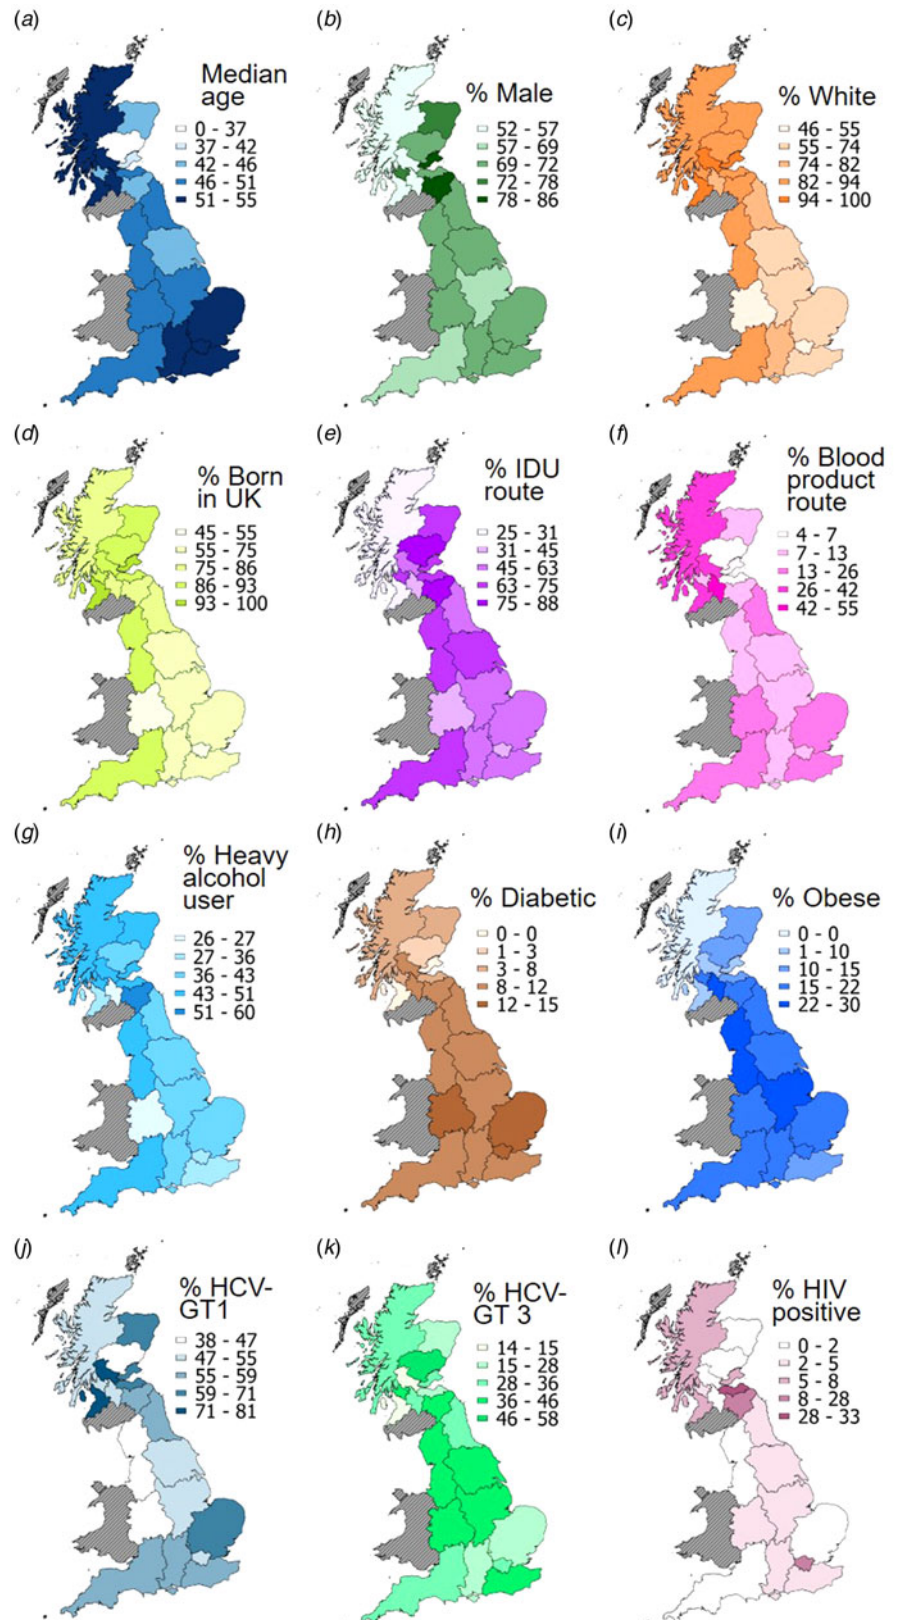 (a)
Median
age
0 - 37
37 - 42
42 - 46
46 - 51
51 - 55
(b)
% Male
52 - 57
57 - 69
69 - 72
72 - 78
78 - 86
(c)
% White
46 - 55
55 - 74
74 - 82
82 - 94
94 - 100
(d)
% Born
in UK
45 - 55
55 - 75
75 - 86
86 - 93
93 - 100
(e)
% IDU
route
25 - 31
31 - 45
45 - 63
63 - 75
75 - 88
(f)
% Blood
product
route
4 - 7
7 - 13
13 - 26
26 - 42
42 - 55
(g)
% Heavy
alcohol
user
26 - 27
27 - 36
36 - 43
43 - 51
51 - 60
(h)
% Diabetic
0 - 0
1 - 3
3 - 8
8 - 12
12 - 15
(i)
% Obese
0 - 0
1 - 10
10 - 15
15 - 22
22 - 30
(j)
% HCV-
GT1
38 - 47
47 - 55
55 - 59
59 - 71
71 - 81
(k)
% HCV-
GT 3
14 - 15
15 - 28
28 - 36
36 - 46
46 - 58
(l)
% HIV
positive
0 - 2
2 - 5
5 - 8
8 - 28
28 - 33